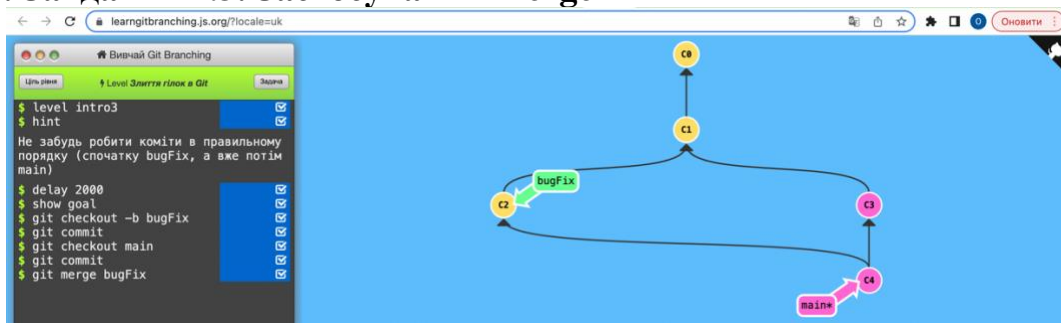 learngitbranching.js.org/?locale=uk
Оновити
Вивчай Git Branching
Ціль рівня
Level Злиття гілок в Git
Задача
$ level intro3
$ hint
Не забудь робити коміти в правильному
порядку (спочатку bugFix, а вже потім
main)
$ delay 2000
$ show goal
$ git checkout -b bugFix
$ git commit
$ git checkout main
$ git commit
$ git merge bugFix
C0
C1
bugFix
C2
C3
C4
main*